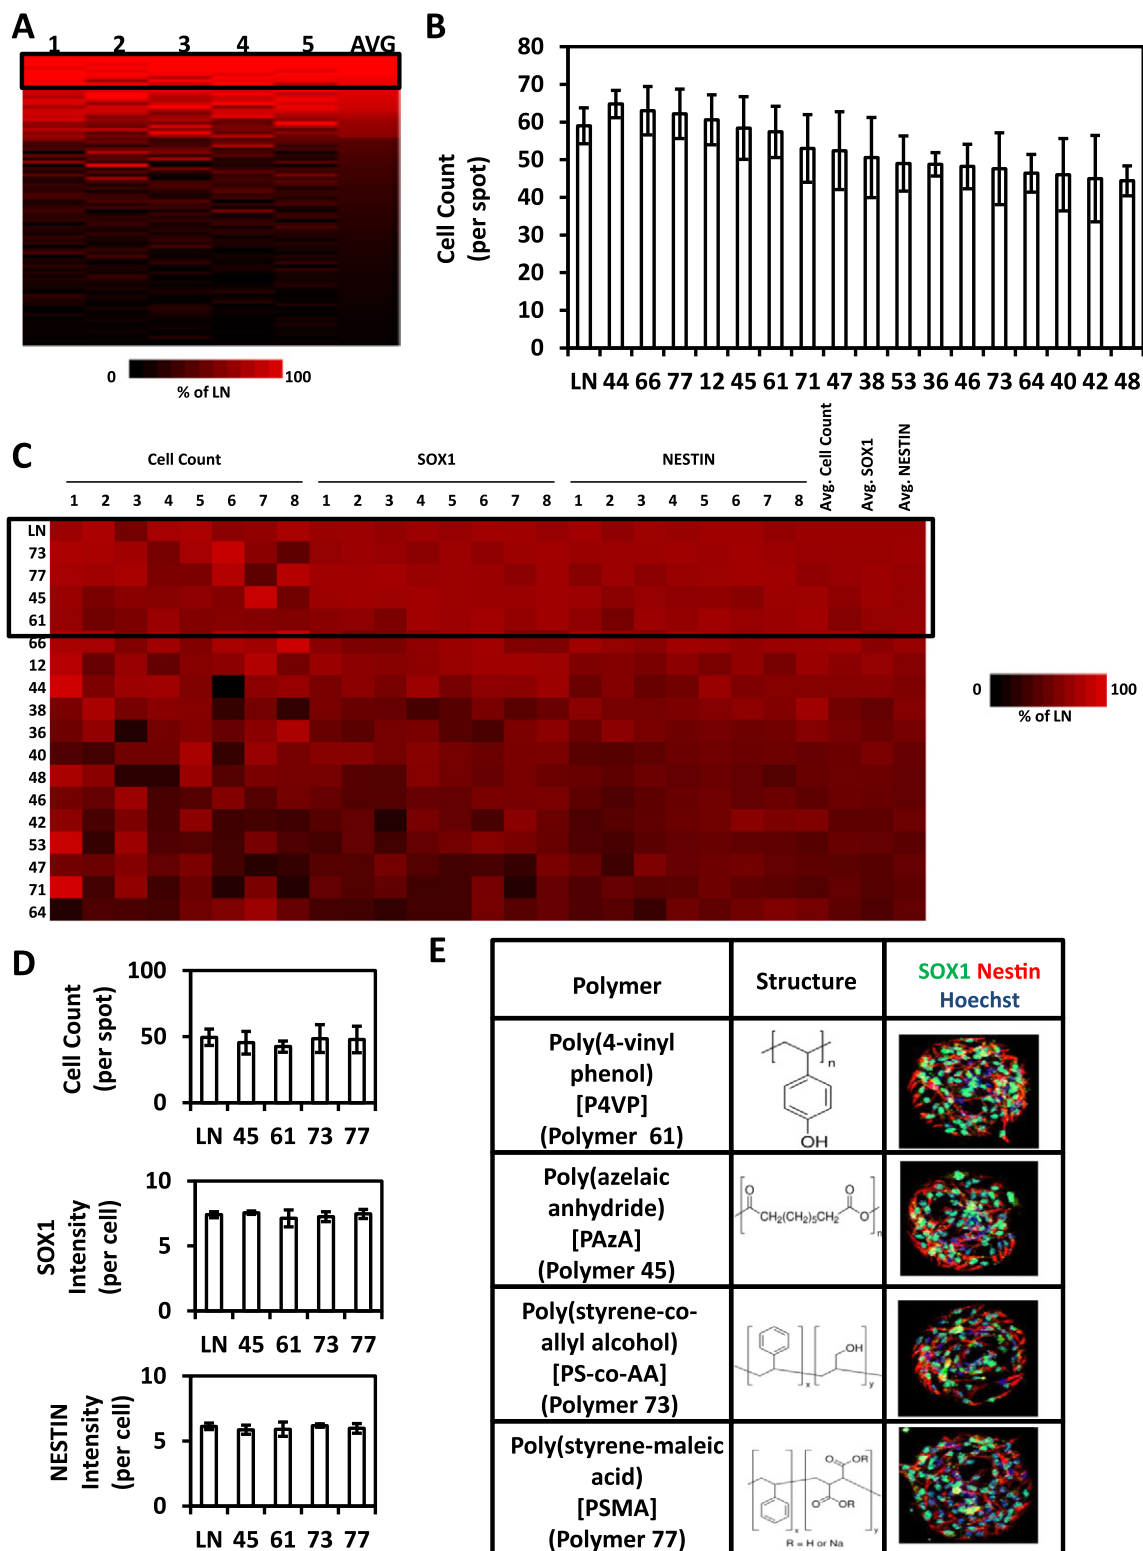 A
1 2 3 4 5 AVG
0 100
% of LN
B
80
70
60
50
40
30
20
10
0
Cell Count
(per spot)
LN 44 66 77 12 45 61 71 47 38 53 36 46 73 64 40 42 48
C
Cell Count SOX1 NESTIN
Avg. Cell Count
Avg. SOX1
Avg. NESTIN
1 2 3 4 5 6 7 8 1 2 3 4 5 6 7 8 1 2 3 4 5 6 7 8
LN
73
77
45
61
66
12
44
38
36
40
48
46
42
53
47
71
64
0 100
% of LN
D
Cell Count
(per spot)
100
50
0
LN 45 61 73 77
SOX1
Intensity
(per cell)
10
5
0
LN 45 61 73 77
NESTIN
Intensity
(per cell)
10
5
0
LN 45 61 73 77
E
Polymer
Structure
SOX1 Nestin
Hoechst
Poly(4-vinyl
phenol)
[P4VP]
(Polymer 61)
n
OH
Poly(azelaic
anhydride)
[PAzA]
(Polymer 45)
O O
CH2(CH2)5CH2 O
n
Poly(styrene-co-
allyl alcohol)
[PS-co-AA]
(Polymer 73)
OH
x y
Poly(styrene-maleic
acid)
[PSMA]
(Polymer 77)
O OR
O OR
x y
R = H or Na